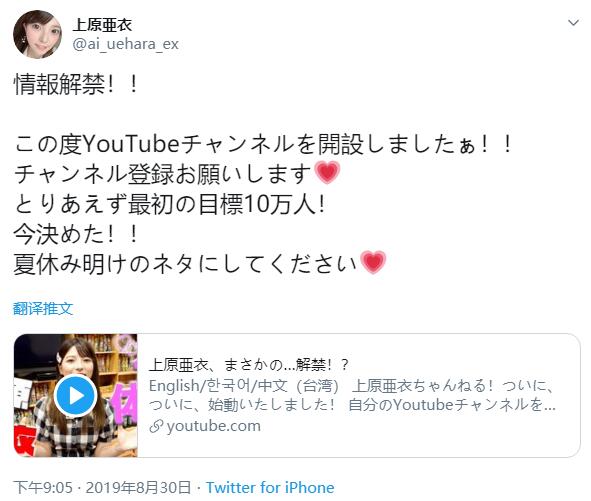 上原亜衣
@ai_uehara_ex
情報解禁！！
この度YouTubeチャンネルを開設しましたぁ！！
チャンネル登録お願いします
とりあえず最初の目標10万人！
今決めた！！
夏休み明けのネタにしてください
翻译推文
上原亜衣、まさかの...解禁！？
English/한국어/中文（台湾） 上原亜衣ちゃんねる！ついに、
ついに、始動いたしました！ 自分のYoutubeチャンネルを...
youtube.com
下午9:05 · 2019年8月30日 · Twitter for iPhone